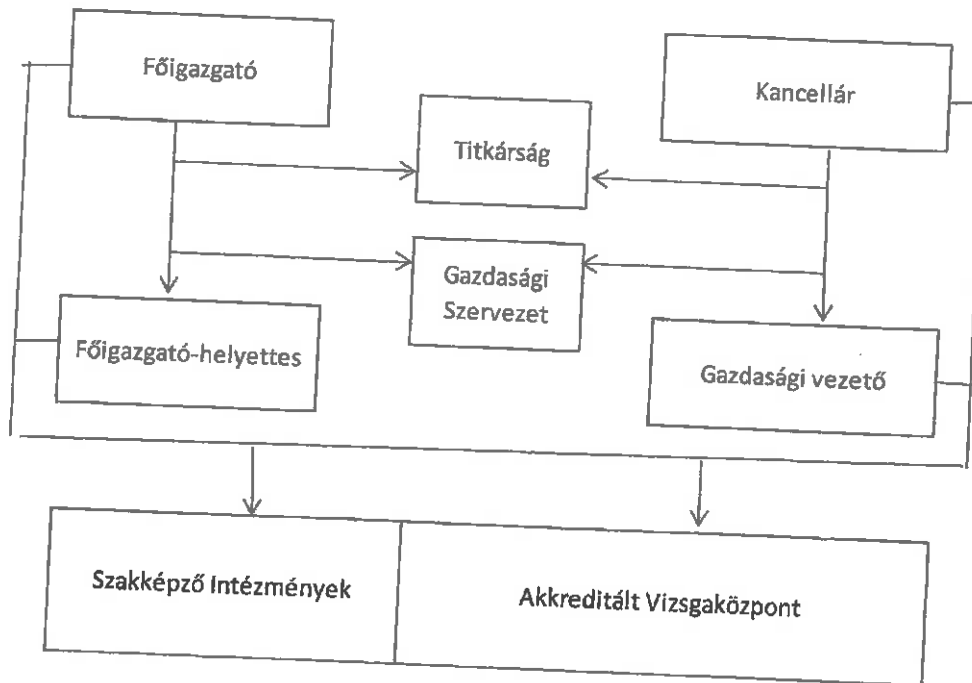 Főigazgató
Kancellár
Titkárság
Gazdasági
Szervezet
Főigazgató-helyettes
Gazdasági vezető
Szakképző Intézmények
Akkreditált Vizsgaközpont